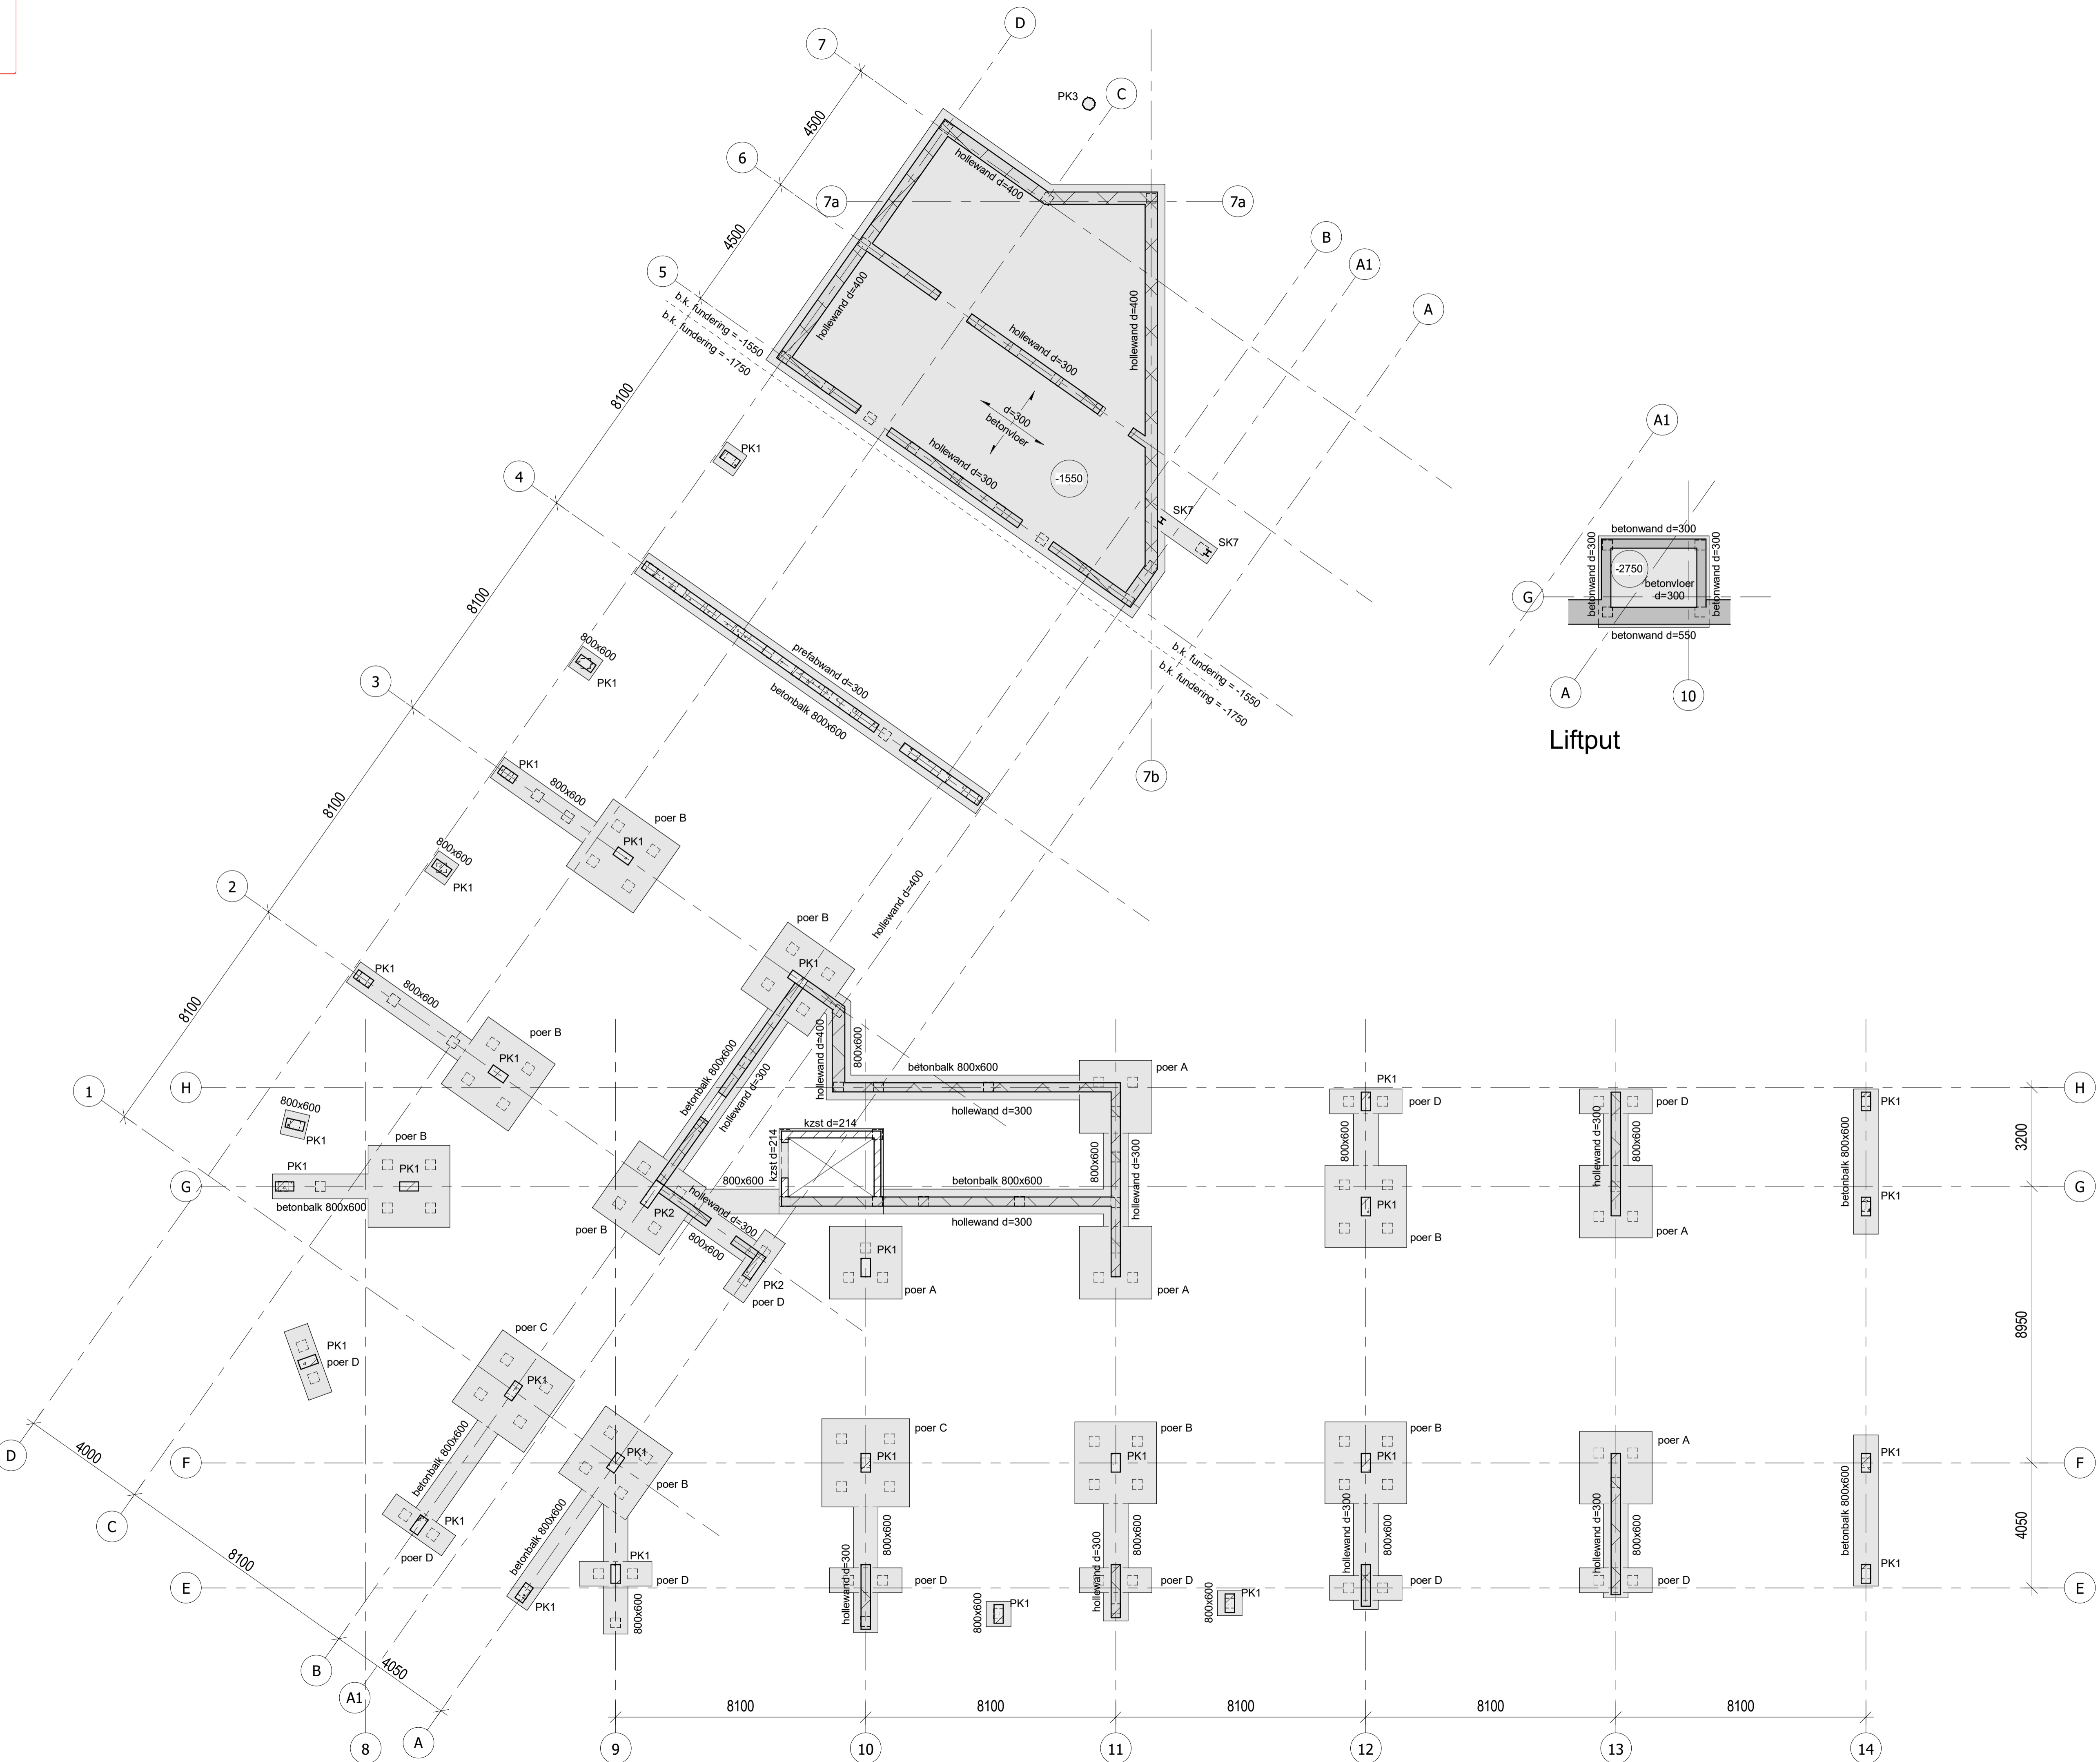 D
7
C
PK3
4500
6
hollewand d=400
7a
7a
4500
B
5
A1
b.k. fundering = -1550
b.k. fundering = -1750
hollewand d=400
hollewand d=400
hollewand d=300
A
8100
d=300
betonvloer
A1
PK1
hollewand d=300
-1550
4
SK7
SK7
betonwand d=300
betonwand d=300
-2750
betonvloer
d=300
betonwand d=300
G
betonwand d=550
A
10
Liftput
8100
800x600
PK1
prefabwand d=300
betonbalk 800x600
b.k. fundering = -1550
b.k. fundering = -1750
3
7b
PK1
800x600
8100
poer B
PK1
800x600
PK1
2
hollewand d=400
poer B
PK1
PK1
800x600
8100
poer B
PK1
hollewand d=400
800x600
betonbalk 800x600
hollewand d=300
1
H
betonbalk 800x600
hollewand d=300
poer A
PK1
poer D
poer D
PK1
H
800x600
PK1
poer B
kzst d=214
kzst d=214
800x600
hollewand d=300
800x600
hollewand d=300
800x600
betonbalk 800x600
3200
PK1
PK1
G
betonbalk 800x600
800x600
betonbalk 800x600
hollewand d=300
PK2
poer B
hollewand d=300
800x600
PK1
poer B
poer A
PK1
G
PK1
poer A
poer A
PK2
poer D
PK1
poer D
poer C
PK1
8950
D
4000
betonbalk 800x600
F
PK1
poer B
poer C
PK1
poer B
PK1
poer B
PK1
poer A
PK1
F
C
PK1
poer D
betonbalk 800x600
800x600
hollewand d=300
800x600
hollewand d=300
800x600
hollewand d=300
800x600
hollewand d=300
betonbalk 800x600
4050
8100
E
PK1
PK1
poer D
800x600
poer D
800x600
PK1
poer D
800x600
PK1
poer D
poer D
PK1
E
B
4050
A1
8100
8100
8100
8100
8100
A
8
9
10
11
12
13
14